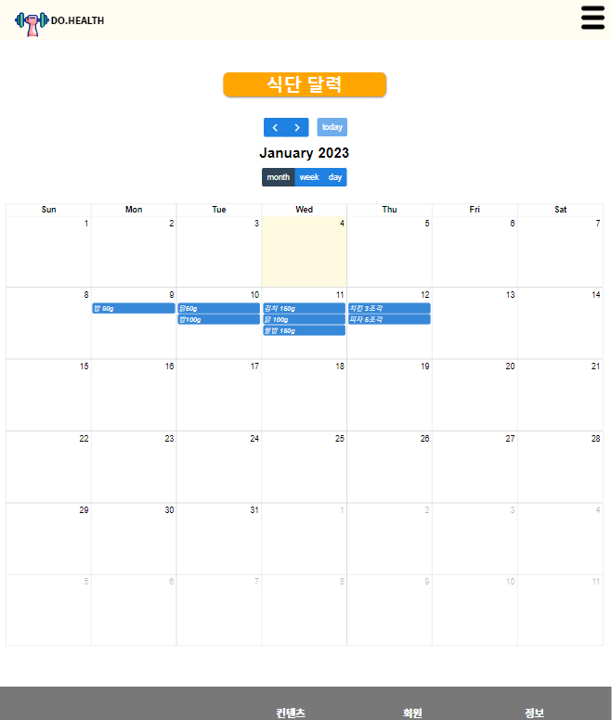 DO.HEALTH
식단 달력
today
January 2023
month week day
Sun Mon Tue Wed Thu Fri Sat
1 2 3 4 5 6 7
8 9 10 11 12 13 14
밥 50g 닭50g 김치 150g 치킨 3조각
밥100g 닭 100g 피자 5조각
쌀밥 150g
15 16 17 18 19 20 21
22 23 24 25 26 27 28
29 30 31 1 2 3 4
5 6 7 8 9 10 11
컨텐츠 회원 정보